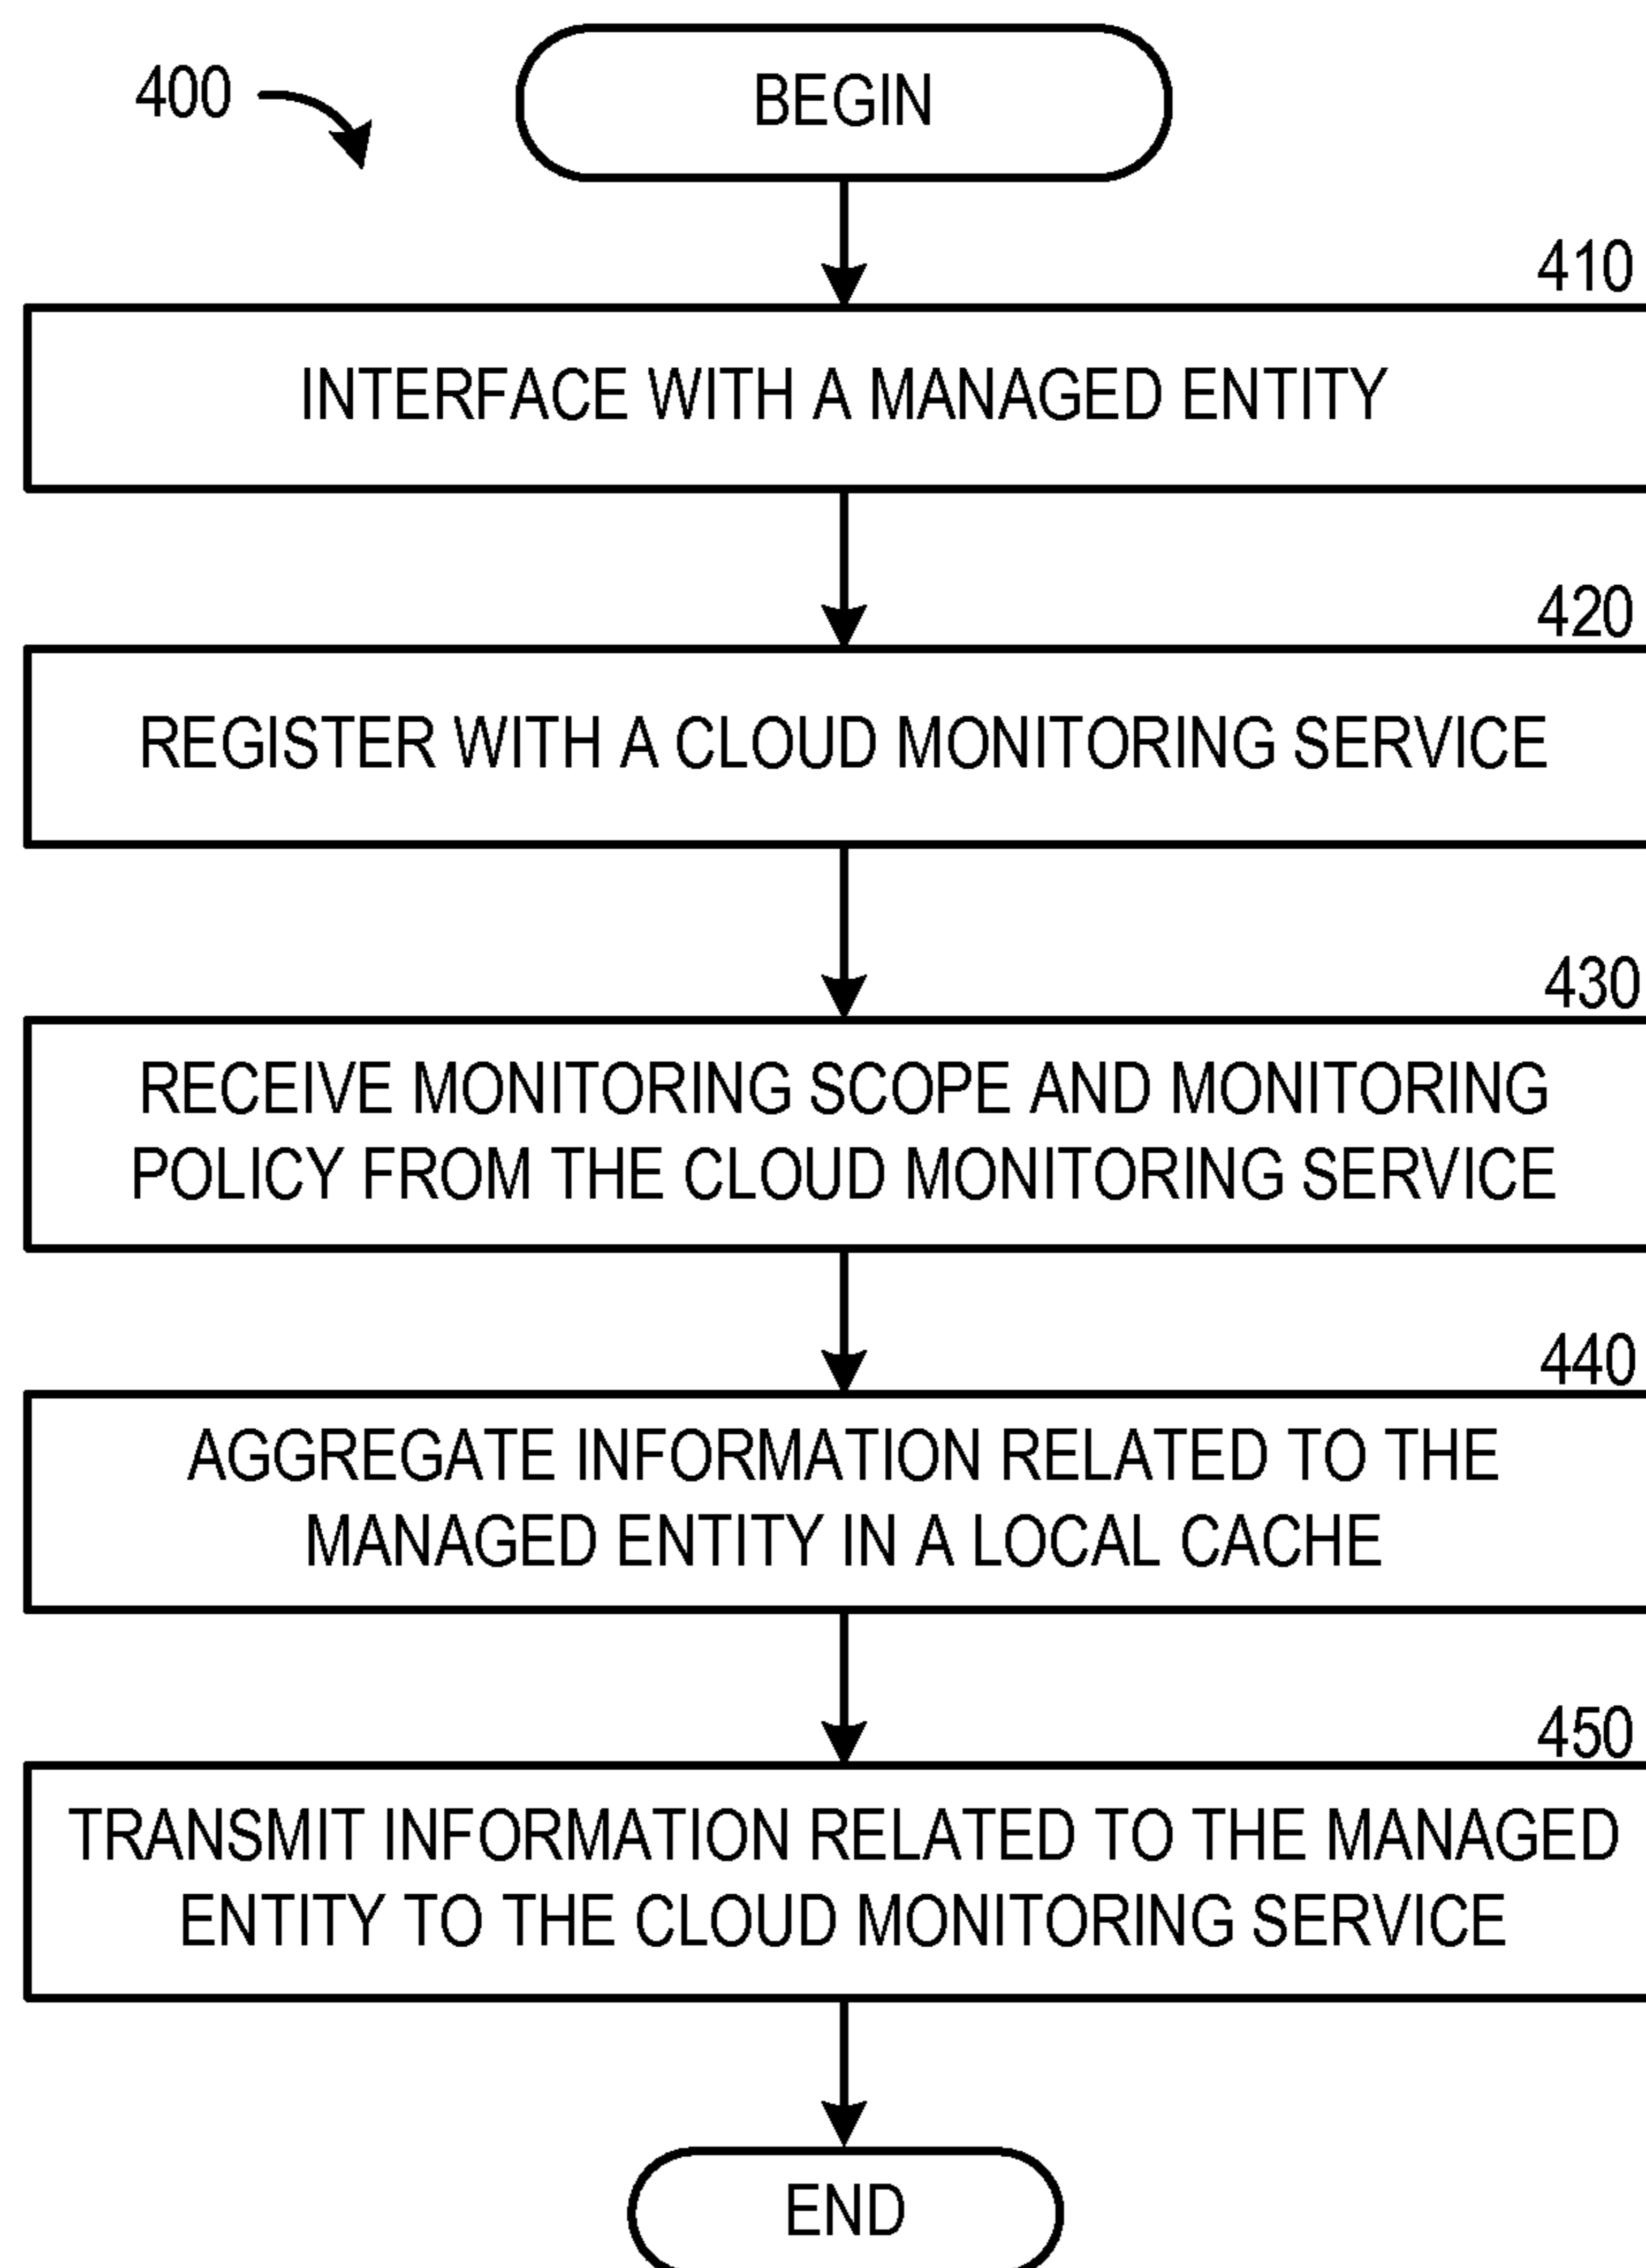 400
BEGIN
410
INTERFACE WITH A MANAGED ENTITY
420
REGISTER WITH A CLOUD MONITORING SERVICE
430
RECEIVE MONITORING SCOPE AND MONITORING
POLICY FROM THE CLOUD MONITORING SERVICE
440
AGGREGATE INFORMATION RELATED TO THE
MANAGED ENTITY IN A LOCAL CACHE
450
TRANSMIT INFORMATION RELATED TO THE MANAGED
ENTITY TO THE CLOUD MONITORING SERVICE
END